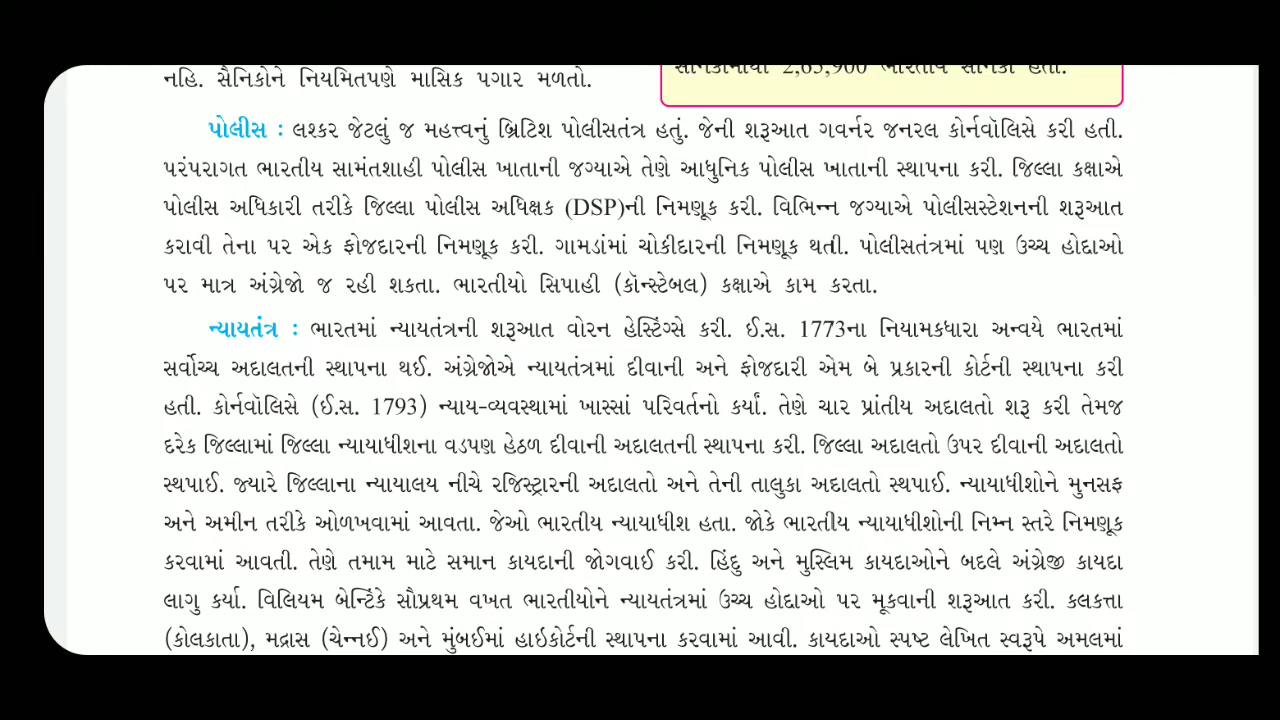 નહિ. સૈનિકોને નિયમિતપણે માસિક પગાર મળતો.
2,65,900 ભારતીય સૈનિકો હતા.
પોલીસ : લશ્કર જેટલું જ મહત્ત્વનું બ્રિટિશ પોલીસતંત્ર હતું. જેની શરૂઆત ગવર્નર જનરલ કોર્નવૉલિસે કરી હતી.
પરંપરાગત ભારતીય સામંતશાહી પોલીસ ખાતાની જગ્યાએ તેણે આધુનિક પોલીસ ખાતાની સ્થાપના કરી. જિલ્લા કક્ષાએ
પોલીસ અધિકારી તરીકે જિલ્લા પોલીસ અધિક્ષક (DSP)ની નિમણૂક કરી. વિભિન્ન જગ્યાએ પોલીસસ્ટેશનની શરૂઆત
કરાવી તેના પર એક ફોજદારની નિમણૂક કરી. ગામડાંમાં ચોકીદારની નિમણૂક થતી. પોલીસતંત્રમાં પણ ઉચ્ચ હોદ્દાઓ
પર માત્ર અંગ્રેજો જ રહી શકતા. ભારતીયો સિપાહી (કૉન્સ્ટેબલ) કક્ષાએ કામ કરતા.
ન્યાયતંત્ર : ભારતમાં ન્યાયતંત્રની શરૂઆત વોરન હેસ્ટિંગ્સે કરી. ઈ.સ. 1773ના નિયામકધારા અન્વયે ભારતમાં
સર્વોચ્ચ અદાલતની સ્થાપના થઈ. અંગ્રેજોએ ન્યાયતંત્રમાં દીવાની અને ફોજદારી એમ બે પ્રકારની કોર્ટની સ્થાપના કરી
હતી. કોર્નવૉલિસે (ઈ.સ. 1793) ન્યાય-વ્યવસ્થામાં ખાસ્સાં પરિવર્તનો કર્યાં. તેણે ચાર પ્રાંતીય અદાલતો શરૂ કરી તેમજ
દરેક જિલ્લામાં જિલ્લા ન્યાયાધીશના વડપણ હેઠળ દીવાની અદાલતની સ્થાપના કરી. જિલ્લા અદાલતો ઉપર દીવાની અદાલતો
સ્થપાઈ. જ્યારે જિલ્લાના ન્યાયાલય નીચે રજિસ્ટ્રારની અદાલતો અને તેની તાલુકા અદાલતો સ્થપાઈ. ન્યાયાધીશોને મુનસફ
અને અમીન તરીકે ઓળખવામાં આવતા. જેઓ ભારતીય ન્યાયાધીશ હતા. જોકે ભારતીય ન્યાયાધીશોની નિમ્ન સ્તરે નિમણૂક
કરવામાં આવતી. તેણે તમામ માટે સમાન કાયદાની જોગવાઈ કરી. હિંદુ અને મુસ્લિમ કાયદાઓને બદલે અંગ્રેજી કાયદા
લાગુ કર્યા. વિલિયમ બેન્ટિંકે સૌપ્રથમ વખત ભારતીયોને ન્યાયતંત્રમાં ઉચ્ચ હોદ્દાઓ પર મૂકવાની શરૂઆત કરી. કલકત્તા
(કોલકાતા), મદ્રાસ (ચેન્નઈ) અને મુંબઈમાં હાઇકોર્ટની સ્થાપના કરવામાં આવી. કાયદાઓ સ્પષ્ટ લેખિત સ્વરૂપે અમલમાં